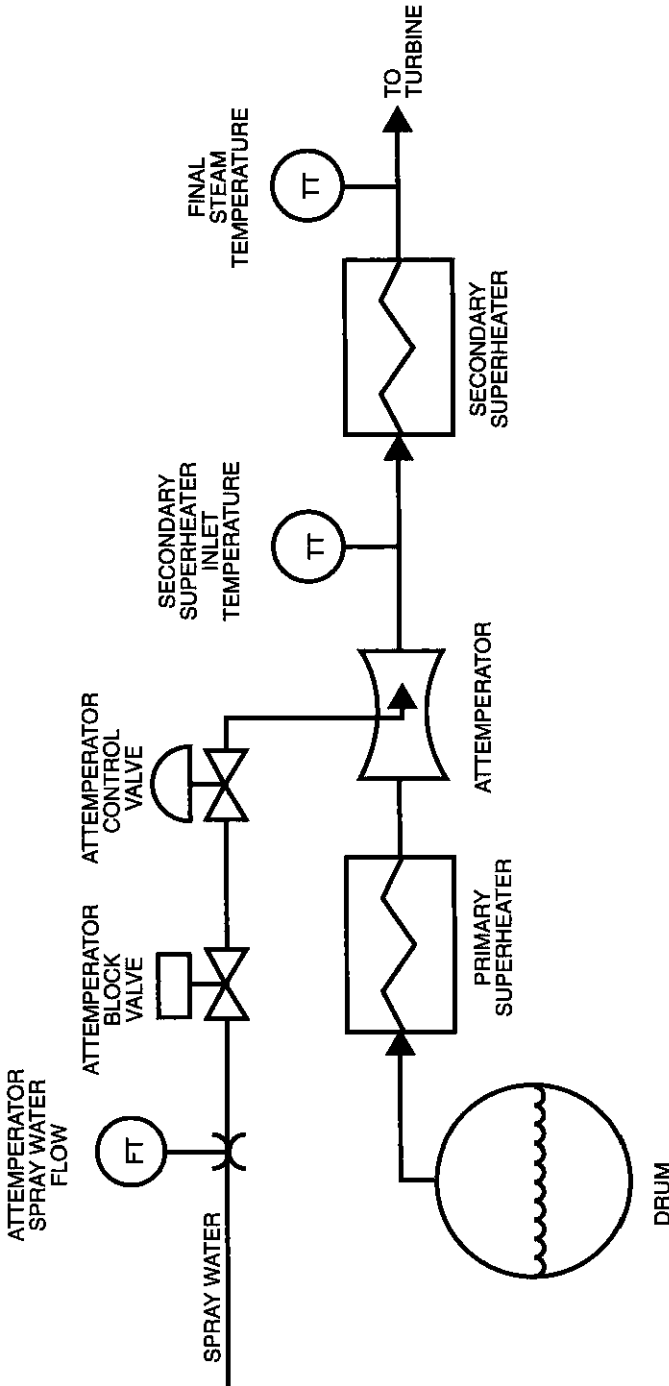 ATTEMPERATOR
SPRAY WATER
FLOW
FT
SPRAY WATER
ATTEMPERATOR
BLOCK
VALVE
ATTEMPERATOR
CONTROL
VALVE
SECONDARY
SUPERHEATER
INLET
TEMPERATURE
TT
FINAL
STEAM
TEMPERATURE
TT
TO
TURBINE
DRUM
PRIMARY
SUPERHEATER
ATTEMPERATOR
SECONDARY
SUPERHEATER